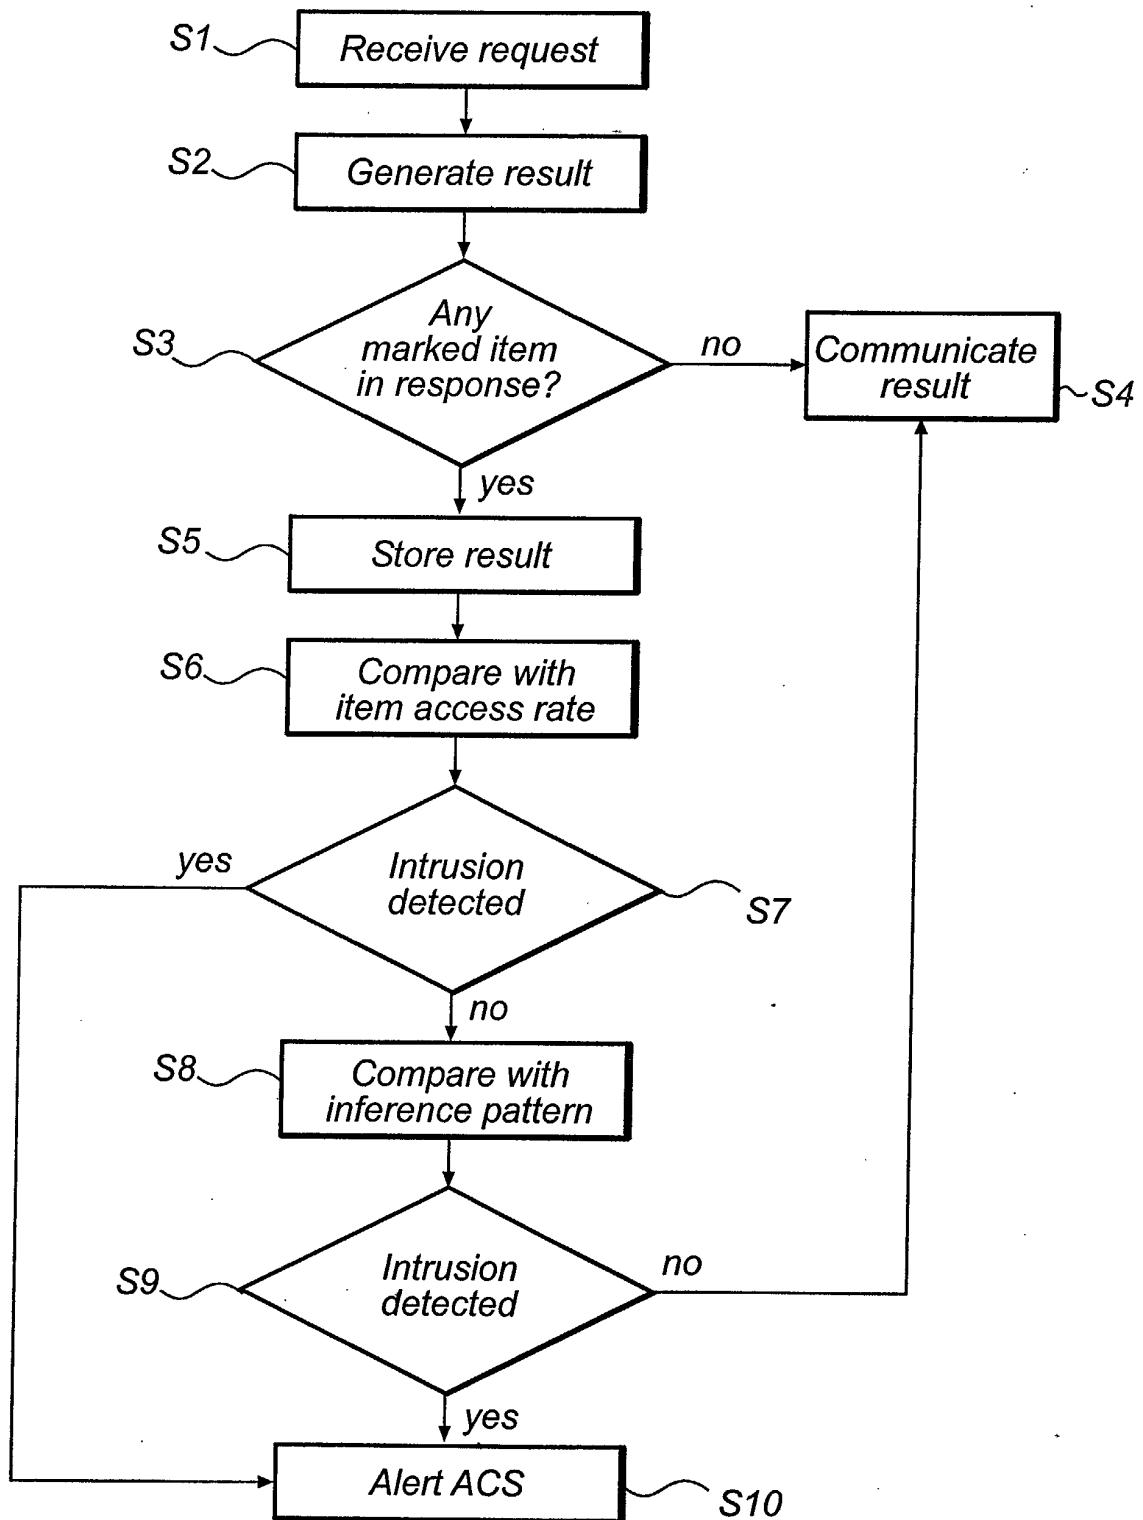 S1
Receive request
S2
Generate result
S3
Any
marked item
in response?
no
Communicate
result
S4
yes
S5
Store result
S6
Compare with
item access rate
yes
Intrusion
detected
S7
no
S8
Compare with
inference pattern
S9
Intrusion
detected
no
yes
Alert ACS
S10